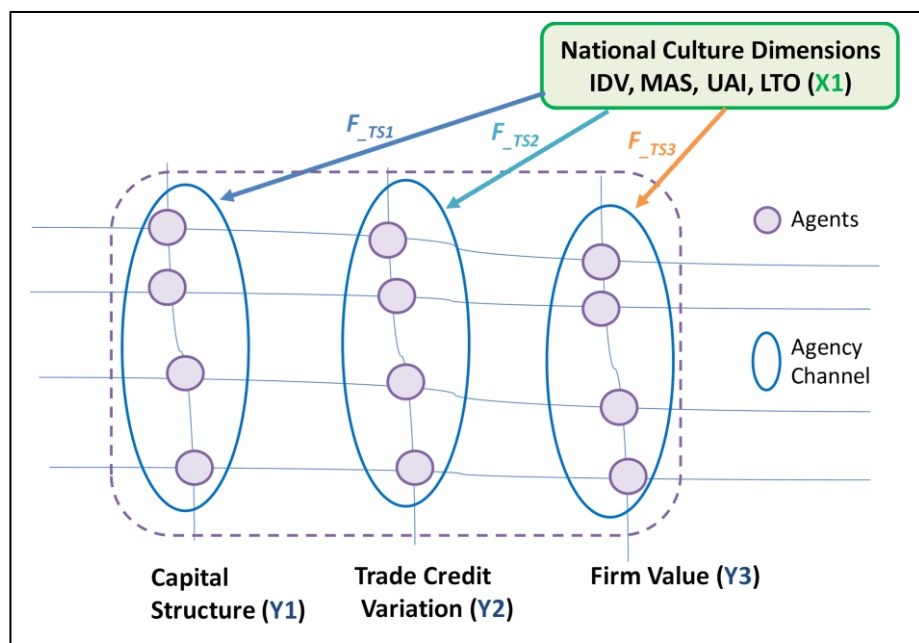 National Culture Dimensions
IDV, MAS, UAI, LTO (X1)
F_TS1
F_TS2
F_TS3
Agents
Agency
Channel
Capital
Structure (Y1)
Trade Credit
Variation (Y2)
Firm Value (Y3)